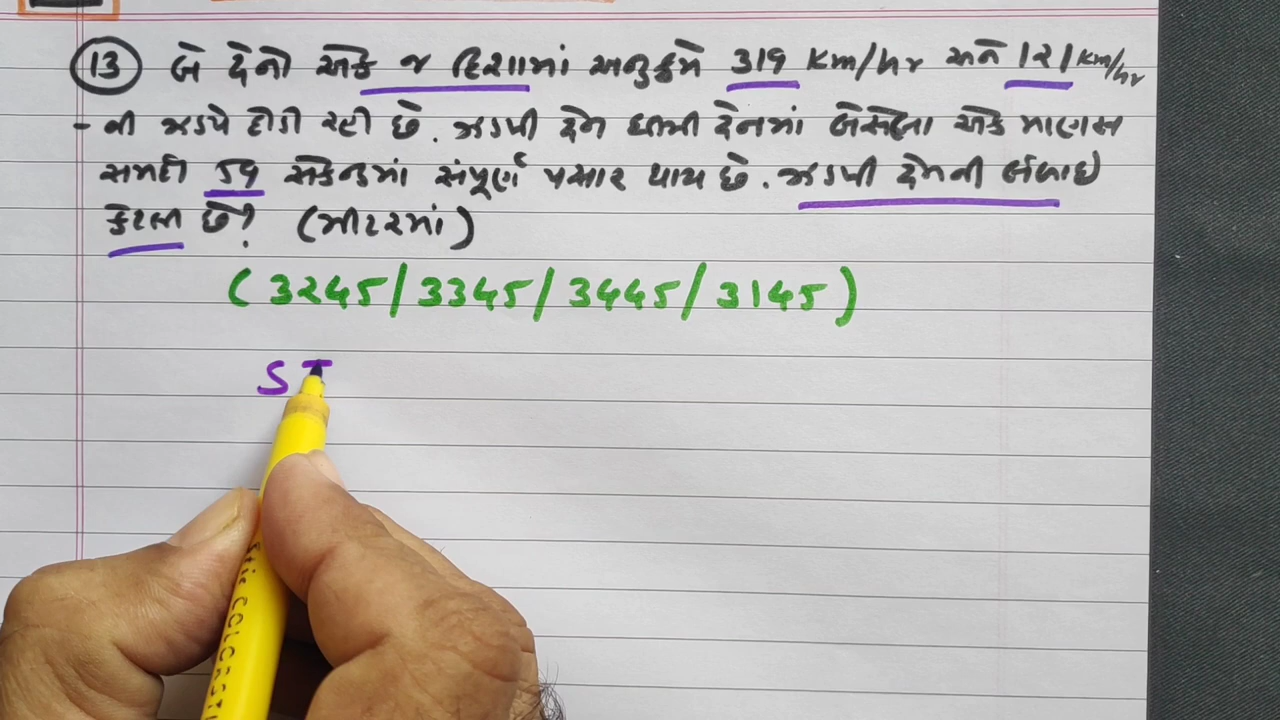 (13) બે ટ્રેનો એક જ દિશામાં અનુક્રમે 319 km/hr અને 121 km/hr
- ની ઝડપે દોડી રહી છે. ઝડપી ટ્રેન ધીમી ટ્રેનમાં બેસેલા એક માણસ
સમયી 59 સેકન્ડમાં સંપૂર્ણ પસાર થાય છે. ઝડપી ટ્રેનની લંબાઈ
કેટલી છે? (મીટરમાં)
(3245/3345/3445/3145)
S T